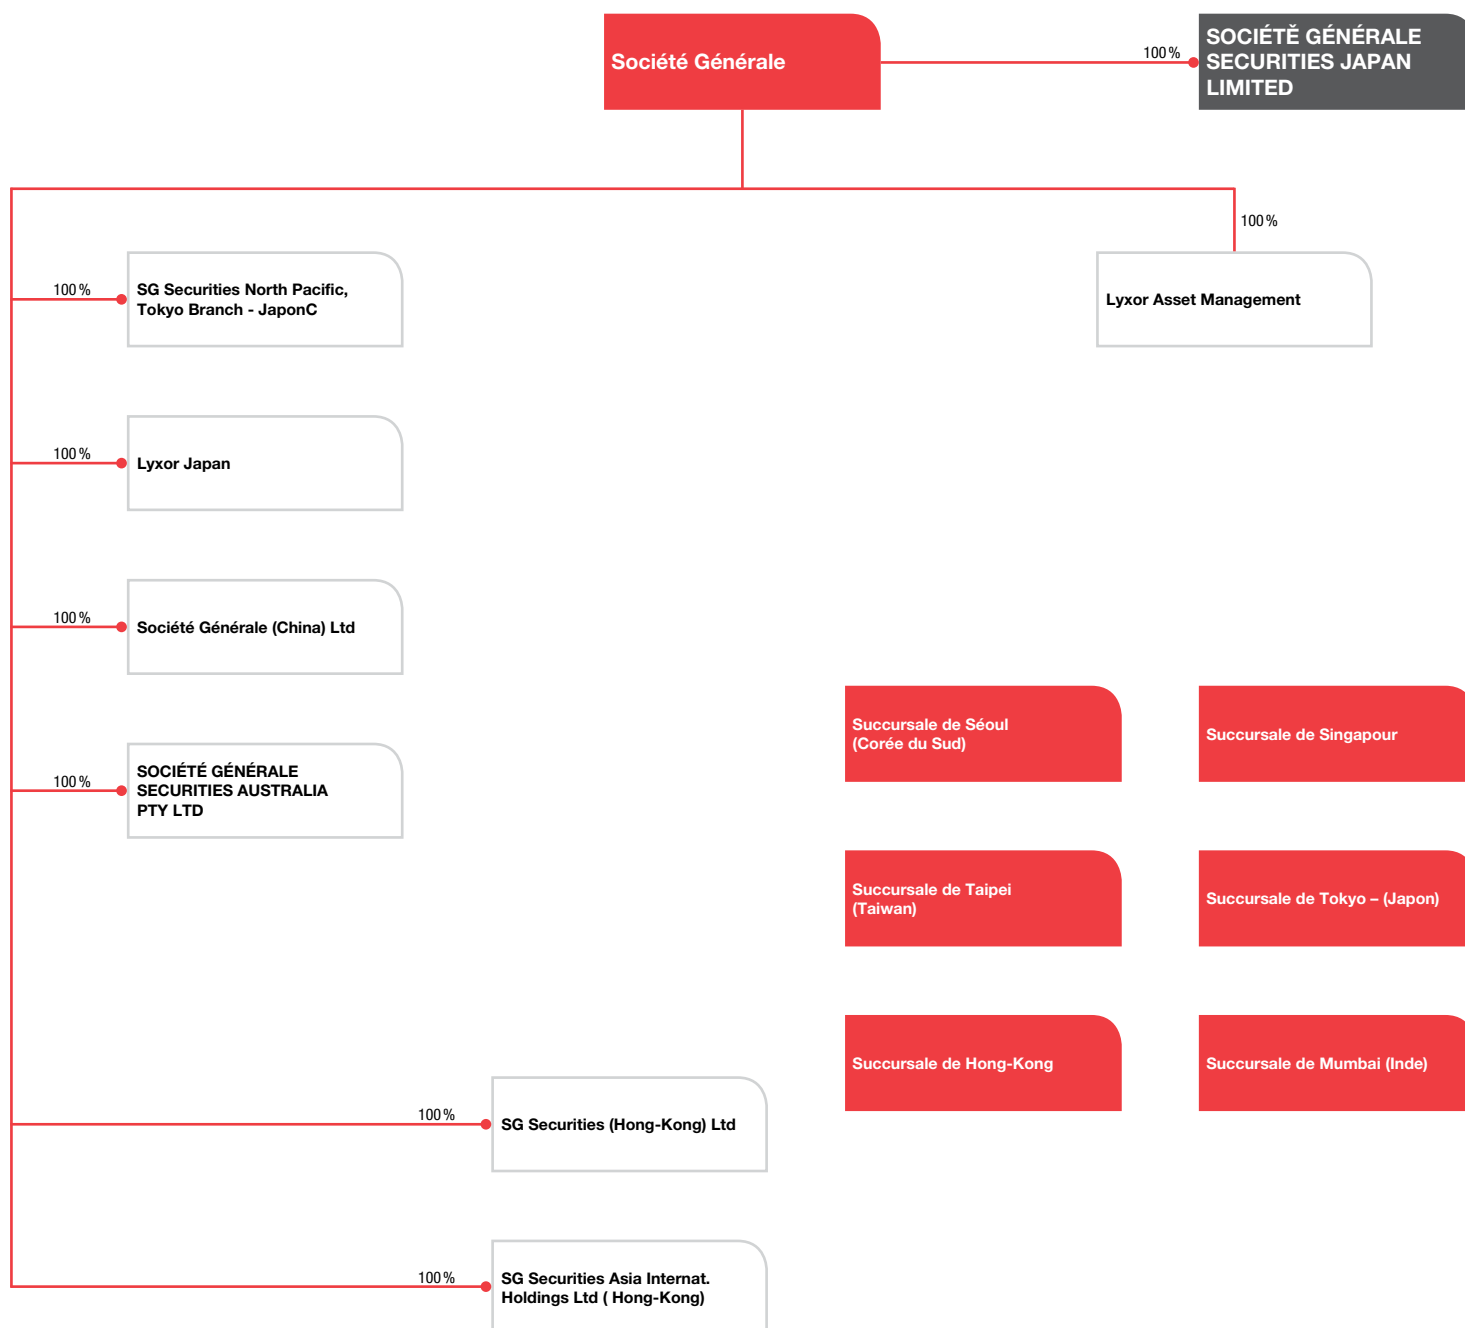 Société Générale
100 %
SOCIÉTĚ GÉNÉRALE
SECURITIES JAPAN
LIMITED
100 %
100 %
SG Securities North Pacific,
Tokyo Branch - JaponC
Lyxor Asset Management
100 %
Lyxor Japan
100 %
Société Générale (China) Ltd
100 %
SOCIÉTÉ GÉNÉRALE
SECURITIES AUSTRALIA
PTY LTD
Succursale de Séoul
(Corée du Sud)
Succursale de Singapour
Succursale de Taipei
(Taiwan)
Succursale de Tokyo – (Japon)
Succursale de Hong-Kong
Succursale de Mumbai (Inde)
100 %
SG Securities (Hong-Kong) Ltd
100 %
SG Securities Asia Internat.
Holdings Ltd ( Hong-Kong)